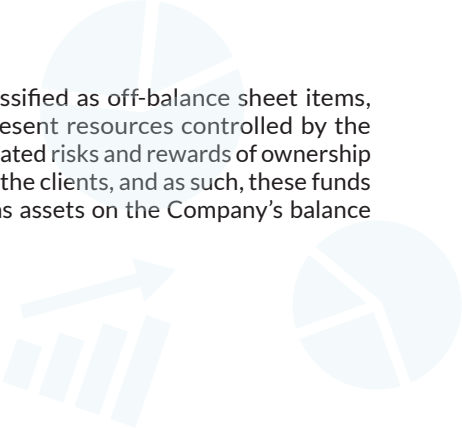 ssified as off-balance sheet items,
esent resources controlled by the
ated risks and rewards of ownership
the clients, and as such, these funds
as assets on the Company’s balance